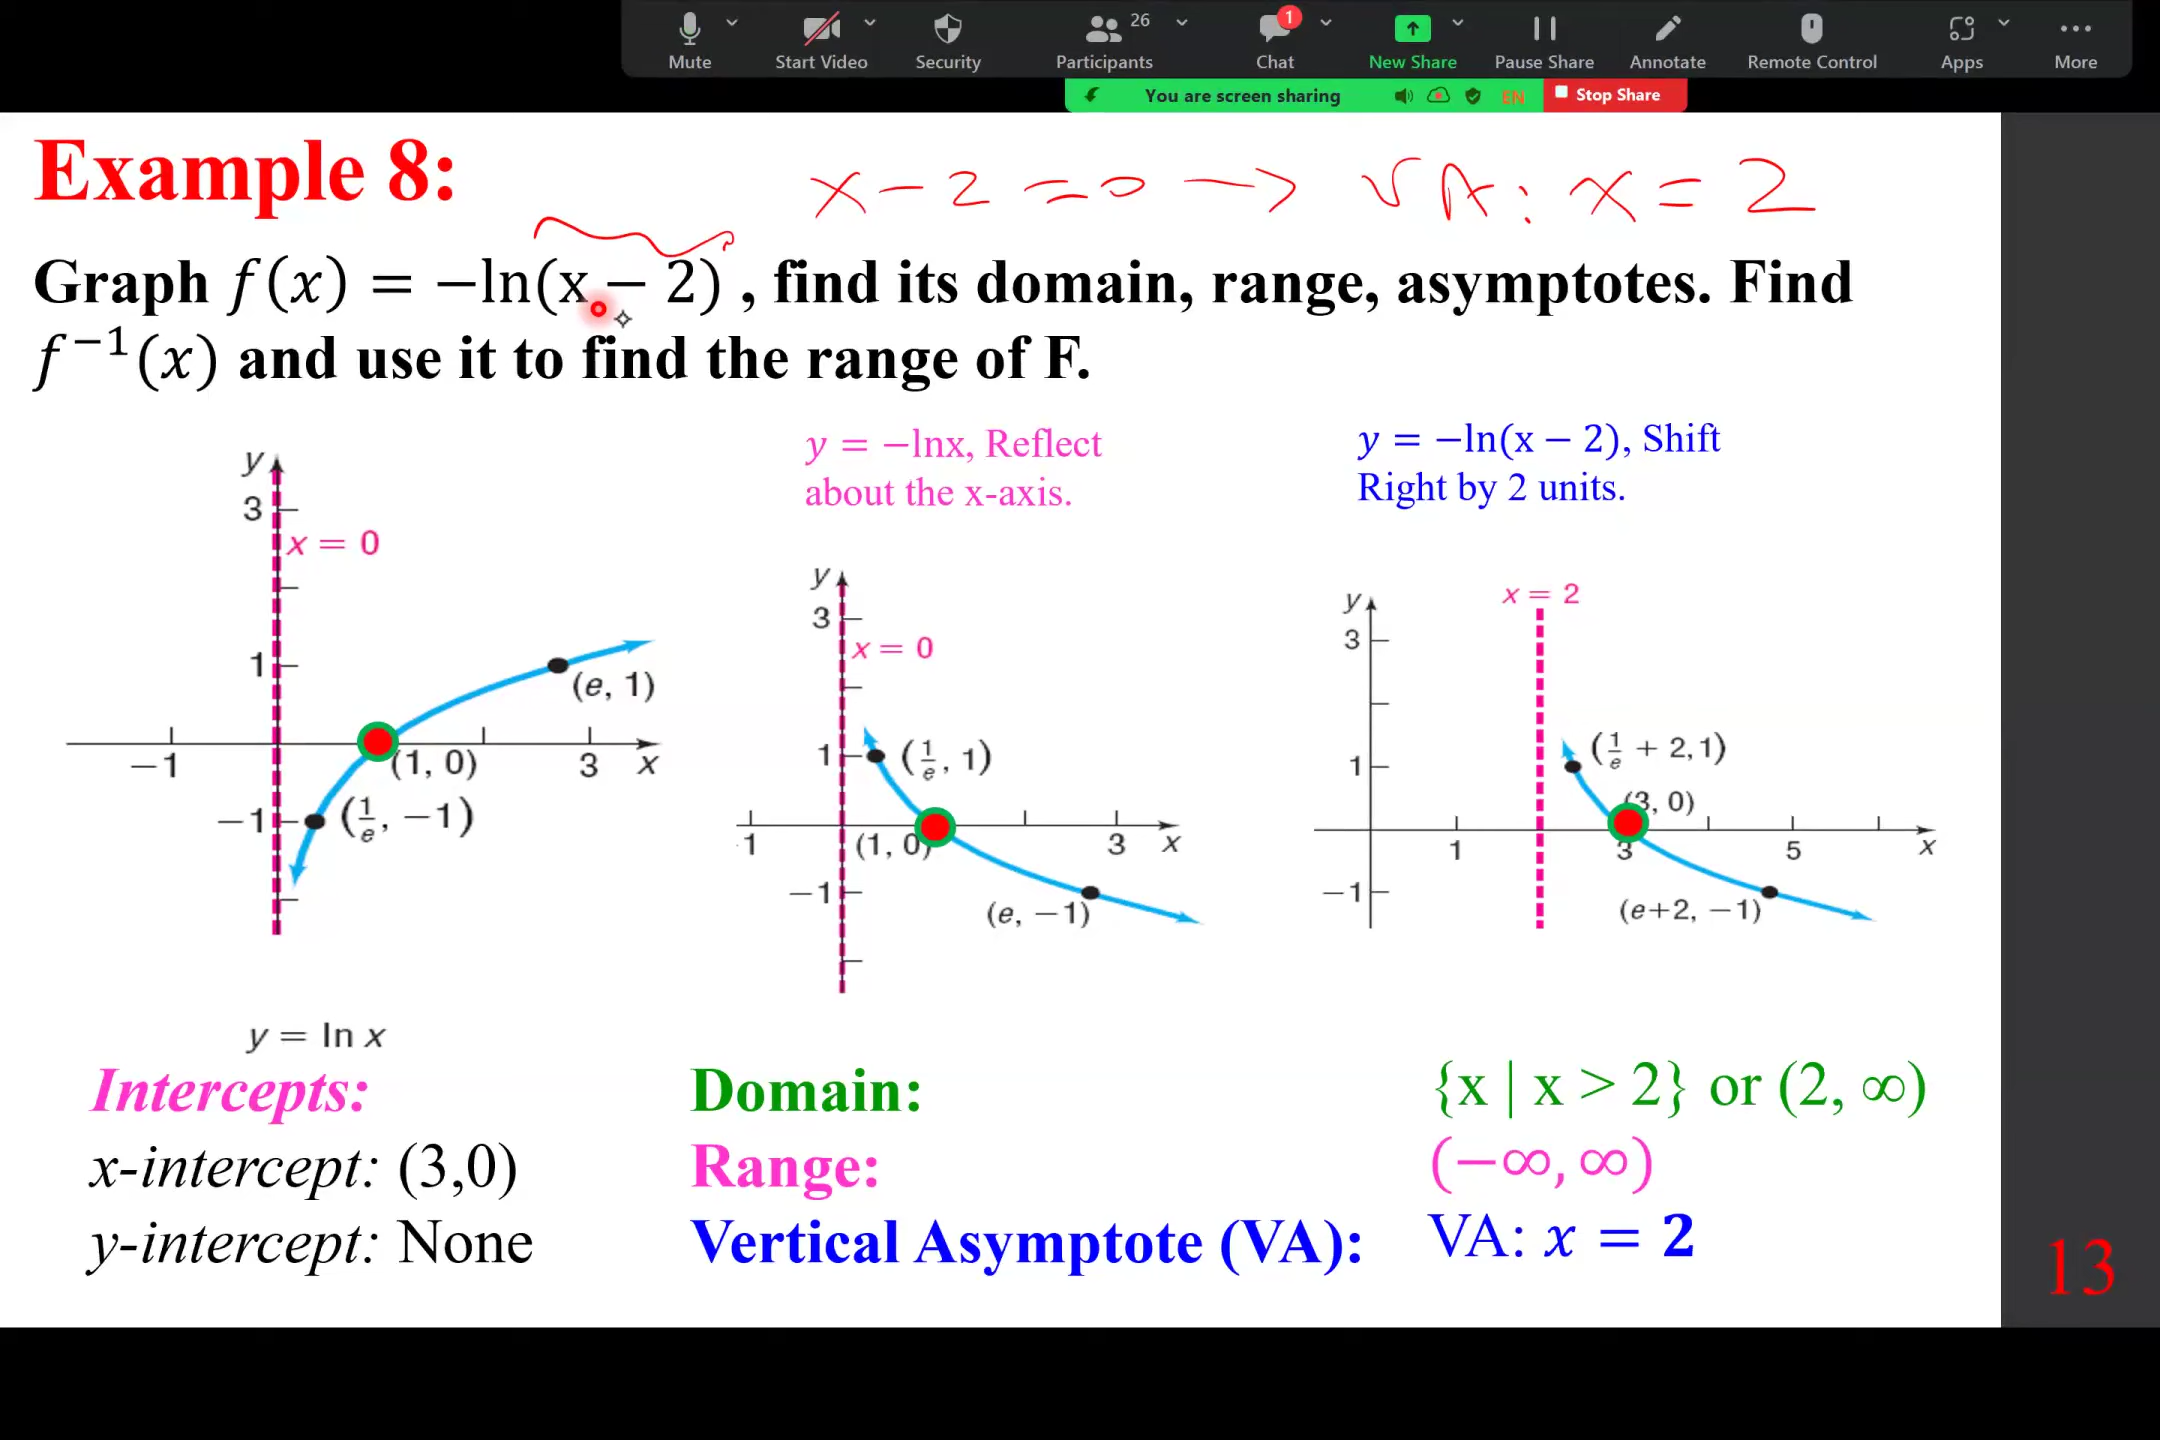 26
1
Mute Start Video Security Participants Chat New Share Pause Share Annotate Remote Control Apps More
You are screen sharing EN Stop Share
Example 8:
x - 2 = 0 → VA: x = 2
Graph f(x) = −ln(x − 2) , find its domain, range, asymptotes. Find
f⁻¹(x) and use it to find the range of F.
y = −lnx, Reflect
about the x-axis.
y = −ln(x − 2), Shift
Right by 2 units.
y
3
x = 0
1
(e, 1)
−1
(1, 0)
3
x
−1
(1/e, −1)
y = ln x
y
3
x = 0
1
(1/e, 1)
1
(1, 0)
3
x
−1
(e, −1)
x = 2
y
3
1
(1/e + 2, 1)
(3, 0)
1
3
5
x
−1
(e+2, −1)
Intercepts:
x-intercept: (3,0)
y-intercept: None
Domain: {x | x > 2} or (2, ∞)
Range: (−∞, ∞)
Vertical Asymptote (VA): VA: x = 2
13